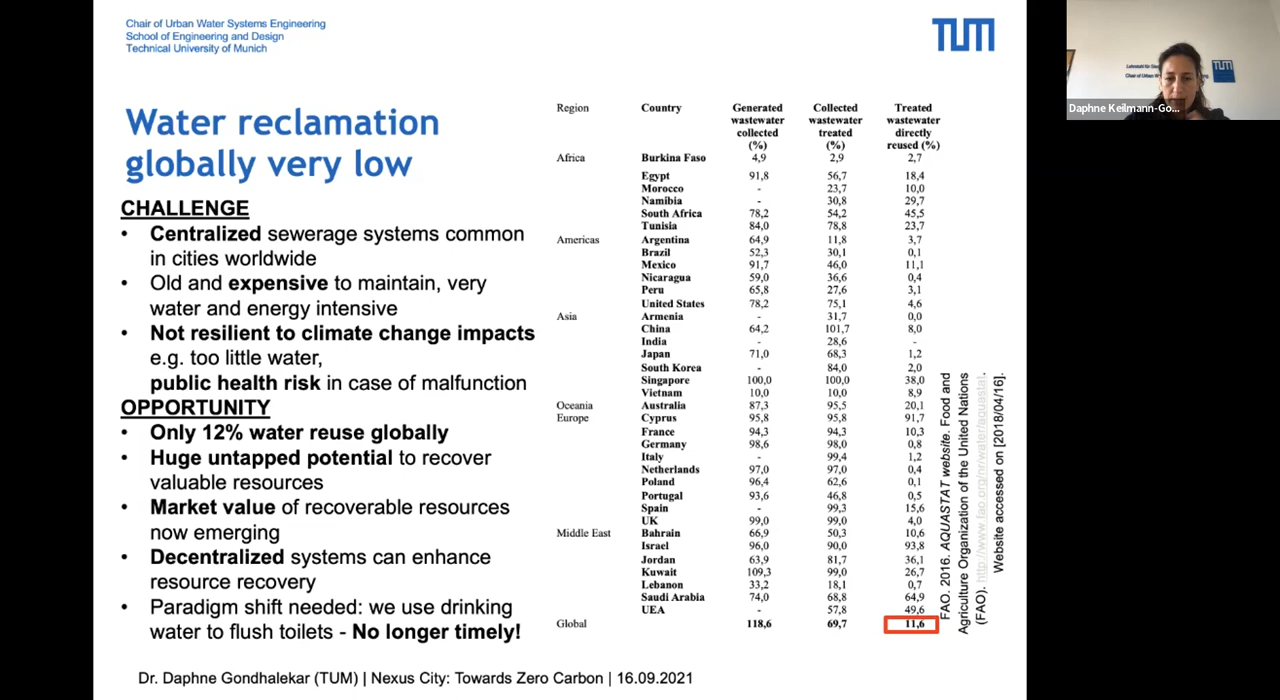 Chair of Urban Water Systems Engineering
School of Engineering and Design
Technical University of Munich
TUM
Water reclamation
globally very low
CHALLENGE
• Centralized sewerage systems common
in cities worldwide
• Old and expensive to maintain, very
water and energy intensive
• Not resilient to climate change impacts
e.g. too little water,
public health risk in case of malfunction
OPPORTUNITY
• Only 12% water reuse globally
• Huge untapped potential to recover
valuable resources
• Market value of recoverable resources
now emerging
• Decentralized systems can enhance
resource recovery
• Paradigm shift needed: we use drinking
water to flush toilets - No longer timely!
Region Country Generated wastewater collected (%) Collected wastewater treated (%) Treated wastewater directly reused (%)
Africa Burkina Faso 4,9 2,9 2,7
Egypt 91,8 56,7 18,4
Morocco - 23,7 10,0
Namibia - 30,8 29,7
South Africa 78,2 54,2 45,5
Tunisia 84,0 78,8 23,7
Americas Argentina 64,9 11,8 3,7
Brazil 52,3 30,1 0,1
Mexico 91,7 46,0 11,1
Nicaragua 59,0 36,6 0,4
Peru 65,8 27,6 3,1
United States 78,2 75,1 4,6
Asia Armenia - 31,7 0,0
China 64,2 101,7 8,0
India - 28,6 -
Japan 71,0 68,3 1,2
South Korea - 84,0 2,0
Singapore 100,0 100,0 38,0
Vietnam 10,0 10,0 8,9
Oceania Australia 87,3 95,5 20,1
Europe Cyprus 95,8 95,8 91,7
France 94,3 94,3 10,3
Germany 98,6 98,0 0,8
Italy - 99,4 1,2
Netherlands 97,0 97,0 0,4
Poland 96,4 62,6 0,1
Portugal 93,6 46,8 0,5
Spain - 99,3 15,6
UK 99,0 99,0 4,0
Middle East Bahrain 66,9 50,3 10,6
Israel 96,0 90,0 93,8
Jordan 63,9 81,7 36,1
Kuwait 109,3 99,0 26,7
Lebanon 33,2 18,1 0,7
Saudi Arabia 74,0 68,8 64,9
UEA - 57,8 49,6
Global 118,6 69,7 11,6
FAO. 2016. AQUASTAT website. Food and
Agriculture Organization of the United Nations
(FAO). http://www.fao.org/nr/water/aquastat.
Website accessed on [2018/04/16].
Dr. Daphne Gondhalekar (TUM) | Nexus City: Towards Zero Carbon | 16.09.2021
TUM
Daphne Keilmann-Go...